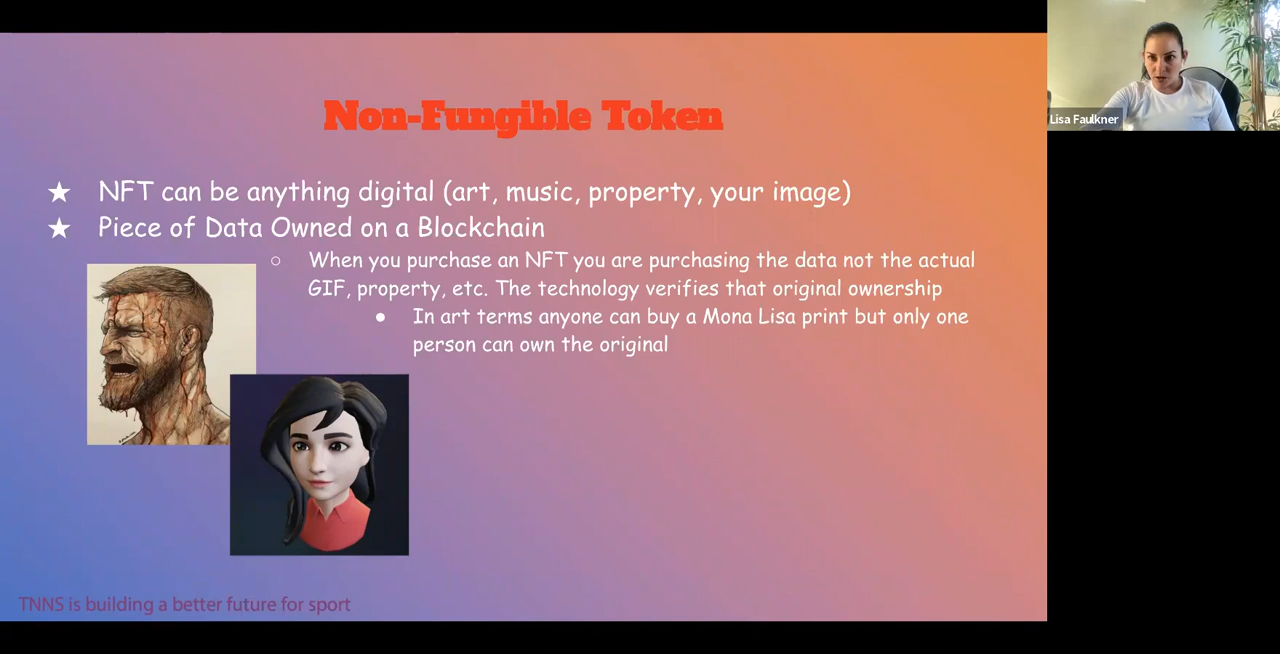 Non-Fungible Token
Lisa Faulkner
★ NFT can be anything digital (art, music, property, your image)
★ Piece of Data Owned on a Blockchain
○ When you purchase an NFT you are purchasing the data not the actual
GIF, property, etc. The technology verifies that original ownership
● In art terms anyone can buy a Mona Lisa print but only one
person can own the original
TNNS is building a better future for sport